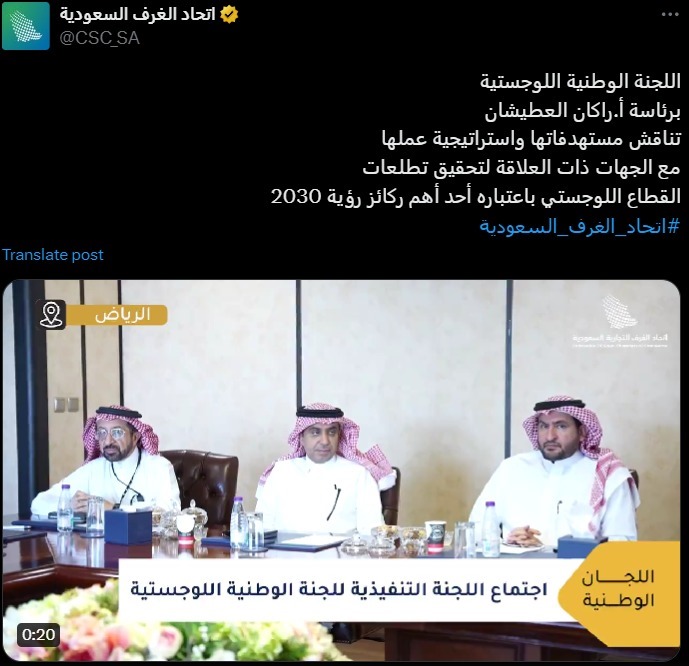 اتحاد الغرف السعودية
@CSC_SA
اللجنة الوطنية اللوجستية
برئاسة أ.راكان العطيشان
تناقش مستهدفاتها واستراتيجية عملها
مع الجهات ذات العلاقة لتحقيق تطلعات
القطاع اللوجستي باعتباره أحد أهم ركائز رؤية 2030
#اتحاد_الغرف_السعودية
Translate post
الرياض
اتحاد الغرف التجارية السعودية
اللجـــان
الوطنـية
اجتماع اللجنة التنفيذية للجنة الوطنية اللوجستية
0:20